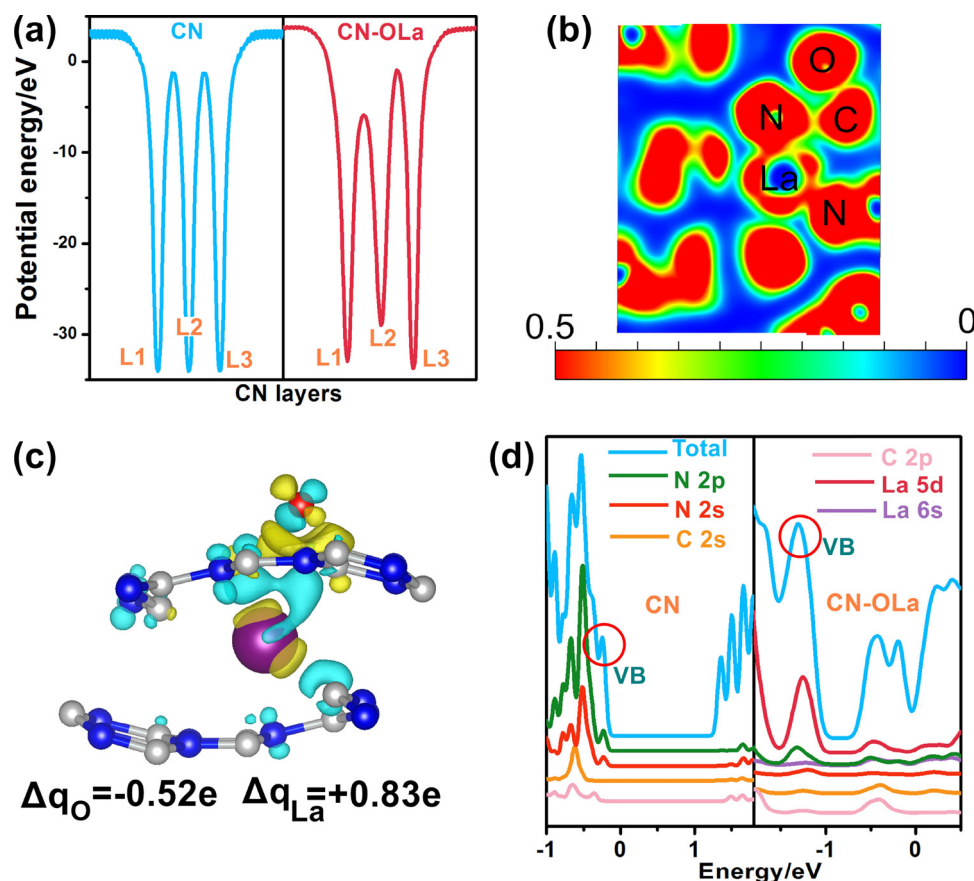 (a)
CN
CN-OLa
Potential energy/eV
0
-10
-20
-30
L1
L2
L3
L1
L2
L3
CN layers
(b)
O
N
C
La
N
0.5
0
(c)
ΔqO=-0.52e ΔqLa=+0.83e
(d)
Total
N 2p
N 2s
C 2s
C 2p
La 5d
La 6s
VB
CN
VB
CN-OLa
-1
0
-1
0
Energy/eV